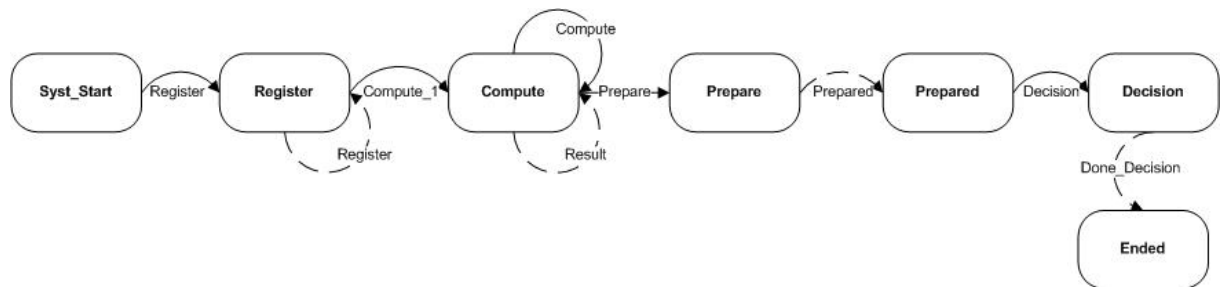 Compute
Syst_Start
Register
Register
Compute_1
Compute
Prepare
Prepare
Prepared
Prepared
Decision
Decision
Register
Result
Done_Decision
Ended